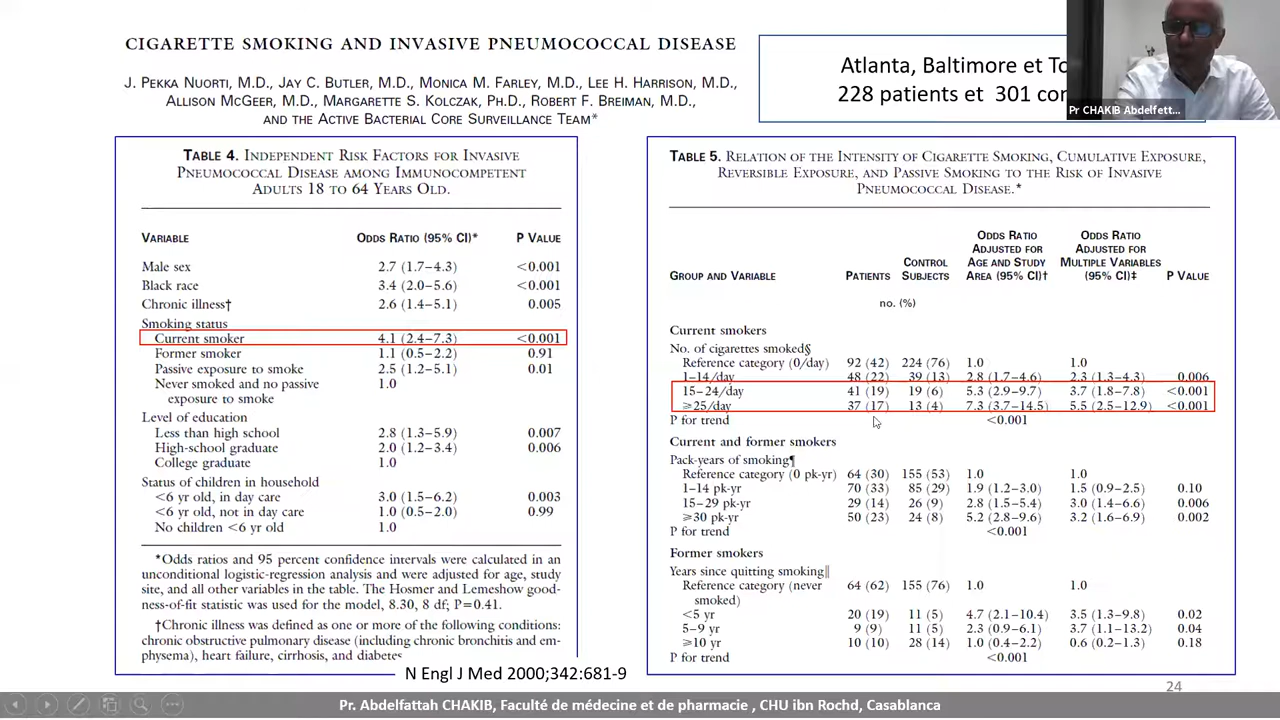 CIGARETTE SMOKING AND INVASIVE PNEUMOCOCCAL DISEASE
J. PEKKA NUORTI, M.D., JAY C. BUTLER, M.D., MONICA M. FARLEY, M.D., LEE H. HARRISON, M.D.,
ALLISON MCGEER, M.D., MARGARETTE S. KOLCZAK, PH.D., ROBERT F. BREIMAN, M.D.,
AND THE ACTIVE BACTERIAL CORE SURVEILLANCE TEAM*
Atlanta, Baltimore et
228 patients et 301
Pr CHAKIB Abdelfett...
TABLE 4. INDEPENDENT RISK FACTORS FOR INVASIVE
PNEUMOCOCCAL DISEASE AMONG IMMUNOCOMPETENT
ADULTS 18 TO 64 YEARS OLD.
VARIABLE ODDS RATIO (95% CI)* P VALUE
Male sex 2.7 (1.7–4.3) <0.001
Black race 3.4 (2.0–5.6) <0.001
Chronic illness† 2.6 (1.4–5.1) 0.005
Smoking status
Current smoker 4.1 (2.4–7.3) <0.001
Former smoker 1.1 (0.5–2.2) 0.91
Passive exposure to smoke 2.5 (1.2–5.1) 0.01
Never smoked and no passive 1.0
exposure to smoke
Level of education
Less than high school 2.8 (1.3–5.9) 0.007
High-school graduate 2.0 (1.2–3.4) 0.006
College graduate 1.0
Status of children in household
<6 yr old, in day care 3.0 (1.5–6.2) 0.003
<6 yr old, not in day care 1.0 (0.5–2.0) 0.99
No children <6 yr old 1.0
*Odds ratios and 95 percent confidence intervals were calculated in an
unconditional logistic-regression analysis and were adjusted for age, study
site, and all other variables in the table. The Hosmer and Lemeshow good-
ness-of-fit statistic was used for the model, 8.30, 8 df; P=0.41.
†Chronic illness was defined as one or more of the following conditions:
chronic obstructive pulmonary disease (including chronic bronchitis and em-
physema), heart failure, cirrhosis, and diabetes
N Engl J Med 2000;342:681-9
TABLE 5. RELATION OF THE INTENSITY OF CIGARETTE SMOKING, CUMULATIVE EXPOSURE,
REVERSIBLE EXPOSURE, AND PASSIVE SMOKING TO THE RISK OF INVASIVE
PNEUMOCOCCAL DISEASE.*
GROUP AND VARIABLE PATIENTS CONTROL SUBJECTS ODDS RATIO ADJUSTED FOR AGE AND STUDY AREA (95% CI)† ODDS RATIO ADJUSTED FOR MULTIPLE VARIABLES (95% CI)‡ P VALUE
no. (%)
Current smokers
No. of cigarettes smoked§
Reference category (0/day) 92 (42) 224 (76) 1.0 1.0
1–14/day 48 (22) 39 (13) 2.8 (1.7–4.6) 2.3 (1.3–4.3) 0.006
15–24/day 41 (19) 19 (6) 5.3 (2.9–9.7) 3.7 (1.8–7.8) <0.001
≥25/day 37 (17) 13 (4) 7.3 (3.7–14.5) 5.5 (2.5–12.9) <0.001
P for trend <0.001
Current and former smokers
Pack-years of smoking¶
Reference category (0 pk-yr) 64 (30) 155 (53) 1.0 1.0
1–14 pk-yr 70 (33) 85 (29) 1.9 (1.2–3.0) 1.5 (0.9–2.5) 0.10
15–29 pk-yr 29 (14) 26 (9) 2.8 (1.5–5.4) 3.0 (1.4–6.6) 0.006
≥30 pk-yr 50 (23) 24 (8) 5.2 (2.8–9.6) 3.2 (1.6–6.9) 0.002
P for trend <0.001
Former smokers
Years since quitting smoking‖
Reference category (never 64 (62) 155 (76) 1.0 1.0
smoked)
<5 yr 20 (19) 11 (5) 4.7 (2.1–10.4) 3.5 (1.3–9.8) 0.02
5–9 yr 9 (9) 11 (5) 2.3 (0.9–6.1) 3.7 (1.1–13.2) 0.04
≥10 yr 10 (10) 28 (14) 1.0 (0.4–2.2) 0.6 (0.2–1.3) 0.18
P for trend <0.001
24
Pr. Abdelfattah CHAKIB, Faculté de médecine et de pharmacie , CHU ibn Rochd, Casablanca